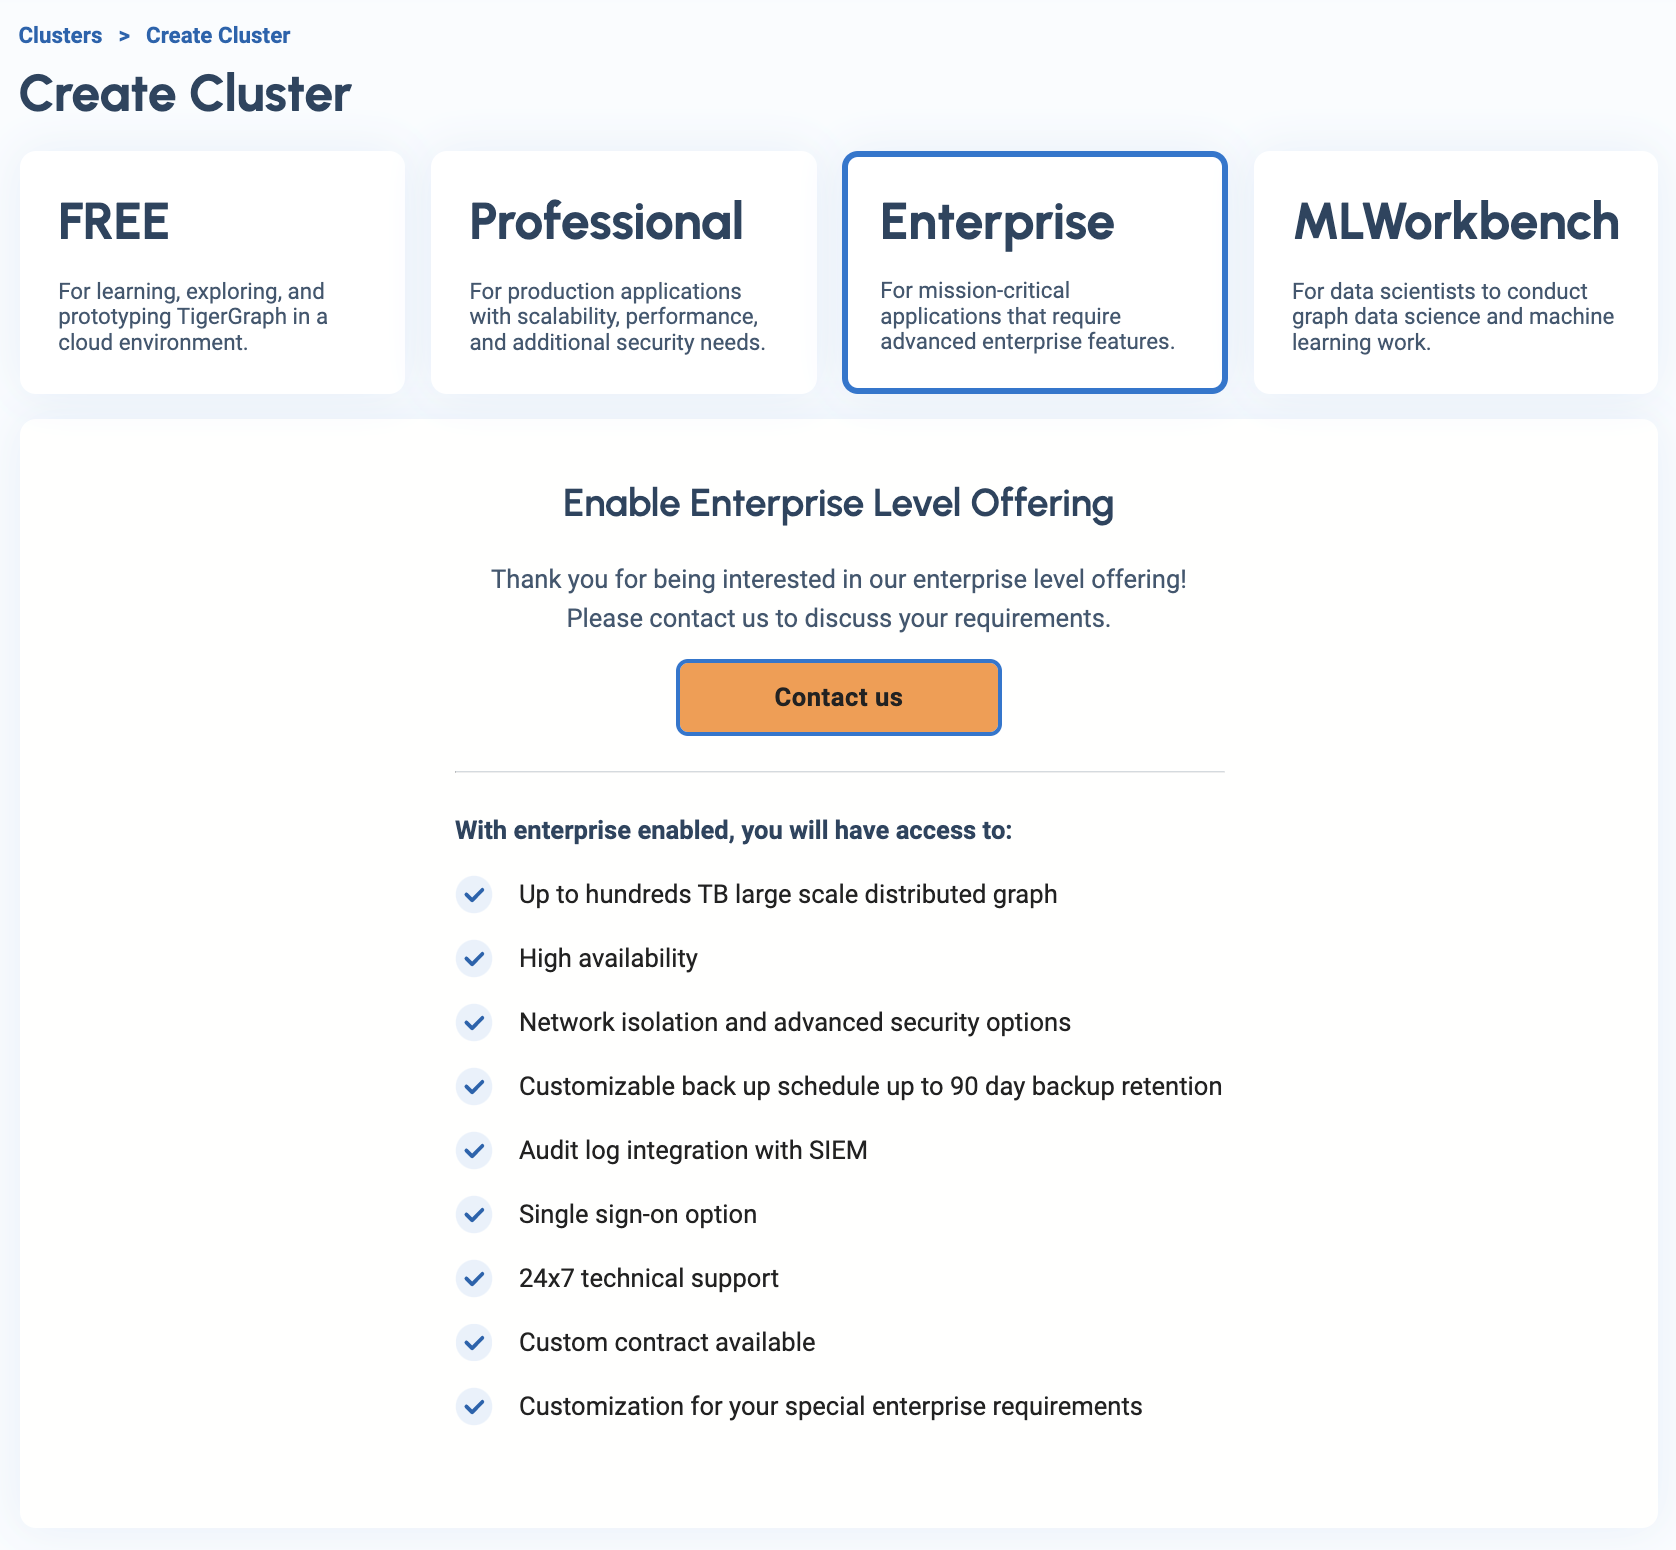 Clusters > Create Cluster
Create Cluster
FREE
For learning, exploring, and
prototyping TigerGraph in a
cloud environment.
Professional
For production applications
with scalability, performance,
and additional security needs.
Enterprise
For mission-critical
applications that require
advanced enterprise features.
MLWorkbench
For data scientists to conduct
graph data science and machine
learning work.
Enable Enterprise Level Offering
Thank you for being interested in our enterprise level offering!
Please contact us to discuss your requirements.
Contact us
With enterprise enabled, you will have access to:
Up to hundreds TB large scale distributed graph
High availability
Network isolation and advanced security options
Customizable back up schedule up to 90 day backup retention
Audit log integration with SIEM
Single sign-on option
24x7 technical support
Custom contract available
Customization for your special enterprise requirements